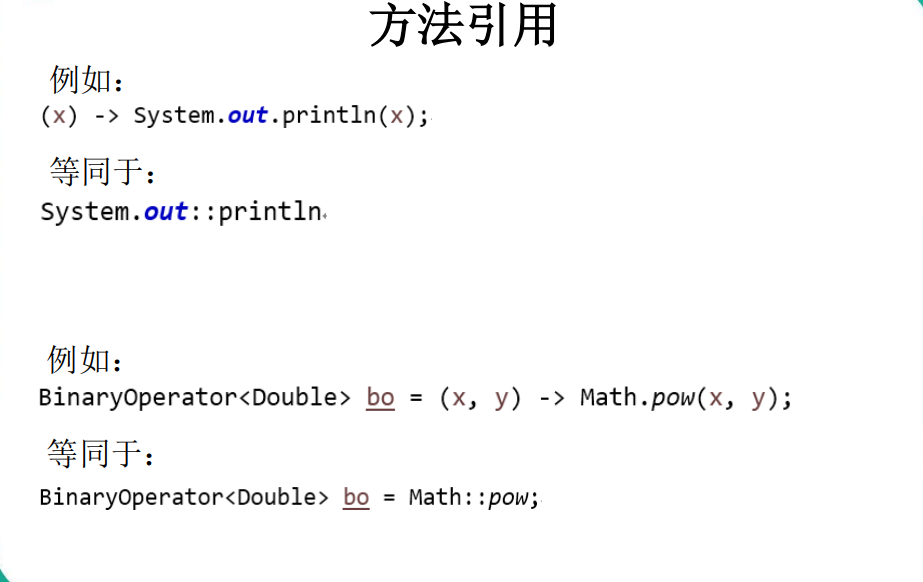 方法引用
例如：
(x) -> System.out.println(x);
等同于：
System.out::println
例如：
BinaryOperator<Double> bo = (x, y) -> Math.pow(x, y);
等同于：
BinaryOperator<Double> bo = Math::pow;